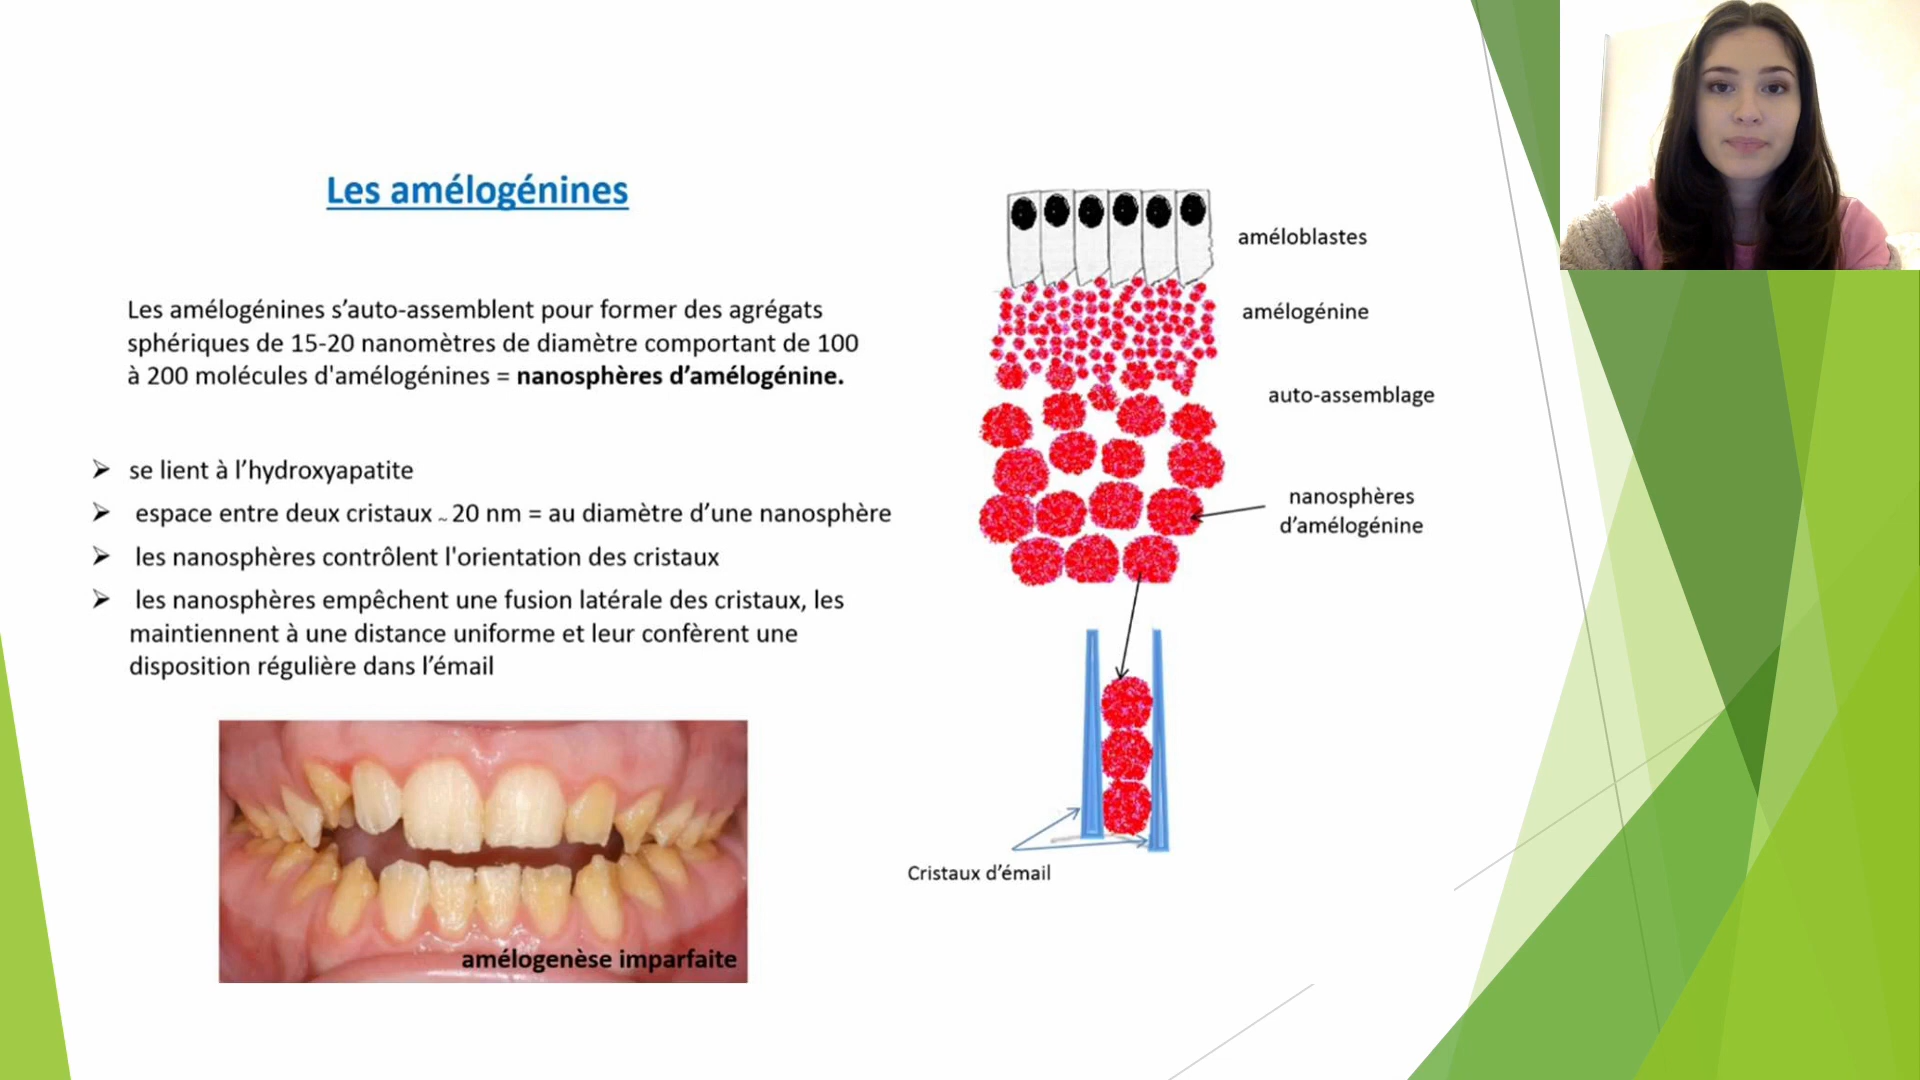 Les amélogénines
Les amélogénines s’auto-assemblent pour former des agrégats
sphériques de 15-20 nanomètres de diamètre comportant de 100
à 200 molécules d'amélogénines = nanosphères d’amélogénine.
➢ se lient à l’hydroxyapatite
➢ espace entre deux cristaux ~ 20 nm = au diamètre d’une nanosphère
➢ les nanosphères contrôlent l'orientation des cristaux
➢ les nanosphères empêchent une fusion latérale des cristaux, les
maintiennent à une distance uniforme et leur confèrent une
disposition régulière dans l’émail
amélogenèse imparfaite
améloblastes
amélogénine
auto-assemblage
nanosphères
d’amélogénine
Cristaux d’émail